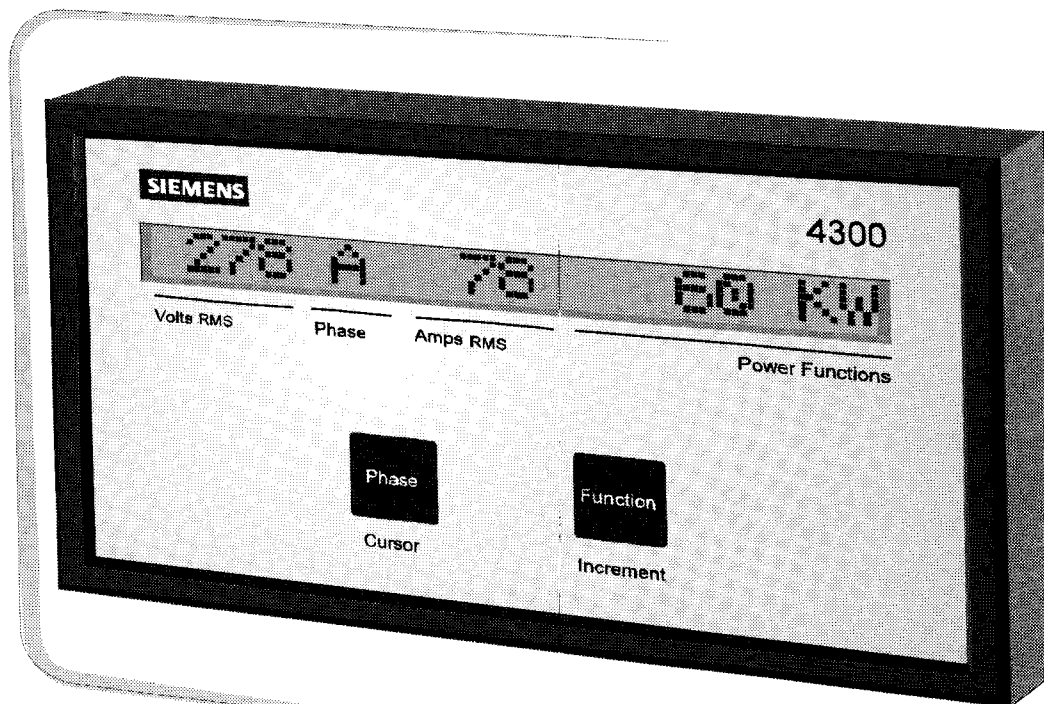 SIEMENS
4300
278 A 78 60 KW
Volts RMS Phase Amps RMS Power Functions
Phase Function
Cursor Increment